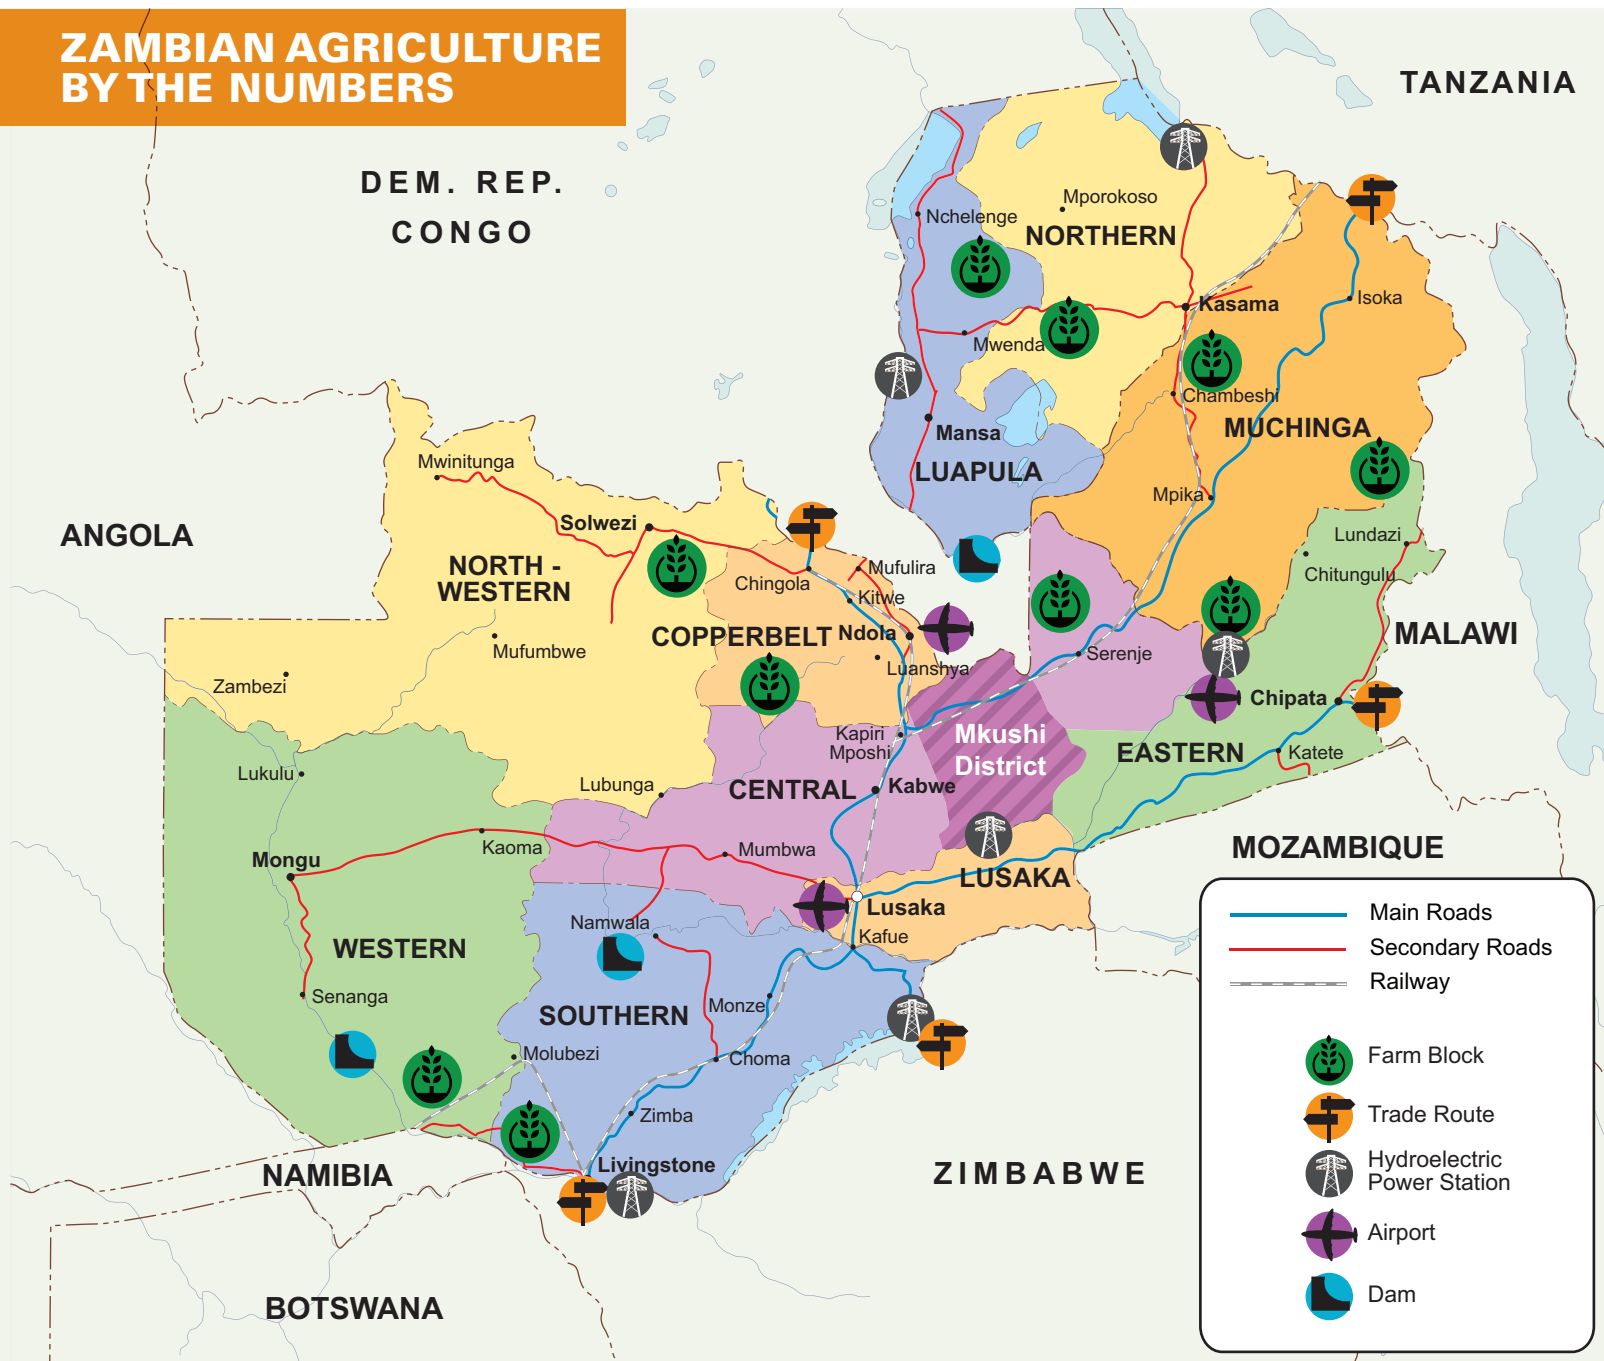 ZAMBIAN AGRICULTURE
BY THE NUMBERS
TANZANIA
DEM. REP.
CONGO
Mporokoso
Nchelenge
NORTHERN
Isoka
Kasama
Mwenda
Chambeshi
MUCHINGA
Mansa
LUAPULA
Mwinitunga
Mpika
Solwezi
ANGOLA
Lundazi
NORTH -
WESTERN
Chingola
Mufulira
Chitungulu
Kitwe
COPPERBELT
Ndola
MALAWI
Mufumbwe
Luanshya
Serenje
Zambezi
Chipata
Kapiri
Mposhi
Mkushi
District
EASTERN
Katete
Lukulu
Lubunga
CENTRAL
Kabwe
Kaoma
Mumbwa
MOZAMBIQUE
Mongu
LUSAKA
Lusaka
Namwala
Kafue
WESTERN
Senanga
Monze
SOUTHERN
Molubezi
Choma
Zimba
Livingstone
NAMIBIA
ZIMBABWE
BOTSWANA
Main Roads
Secondary Roads
Railway
Farm Block
Trade Route
Hydroelectric
Power Station
Airport
Dam